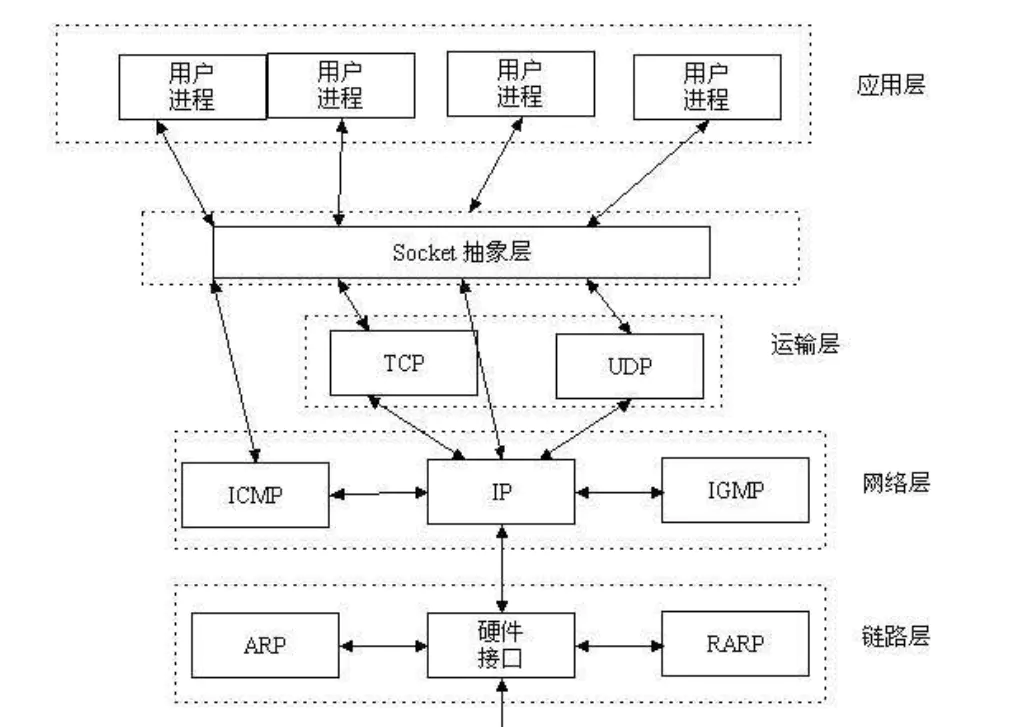 用户
进程
用户
进程
用户
进程
用户
进程
应用层
Socket 抽象层
TCP
UDP
运输层
ICMP
IP
IGMP
网络层
ARP
硬件
接口
RARP
链路层